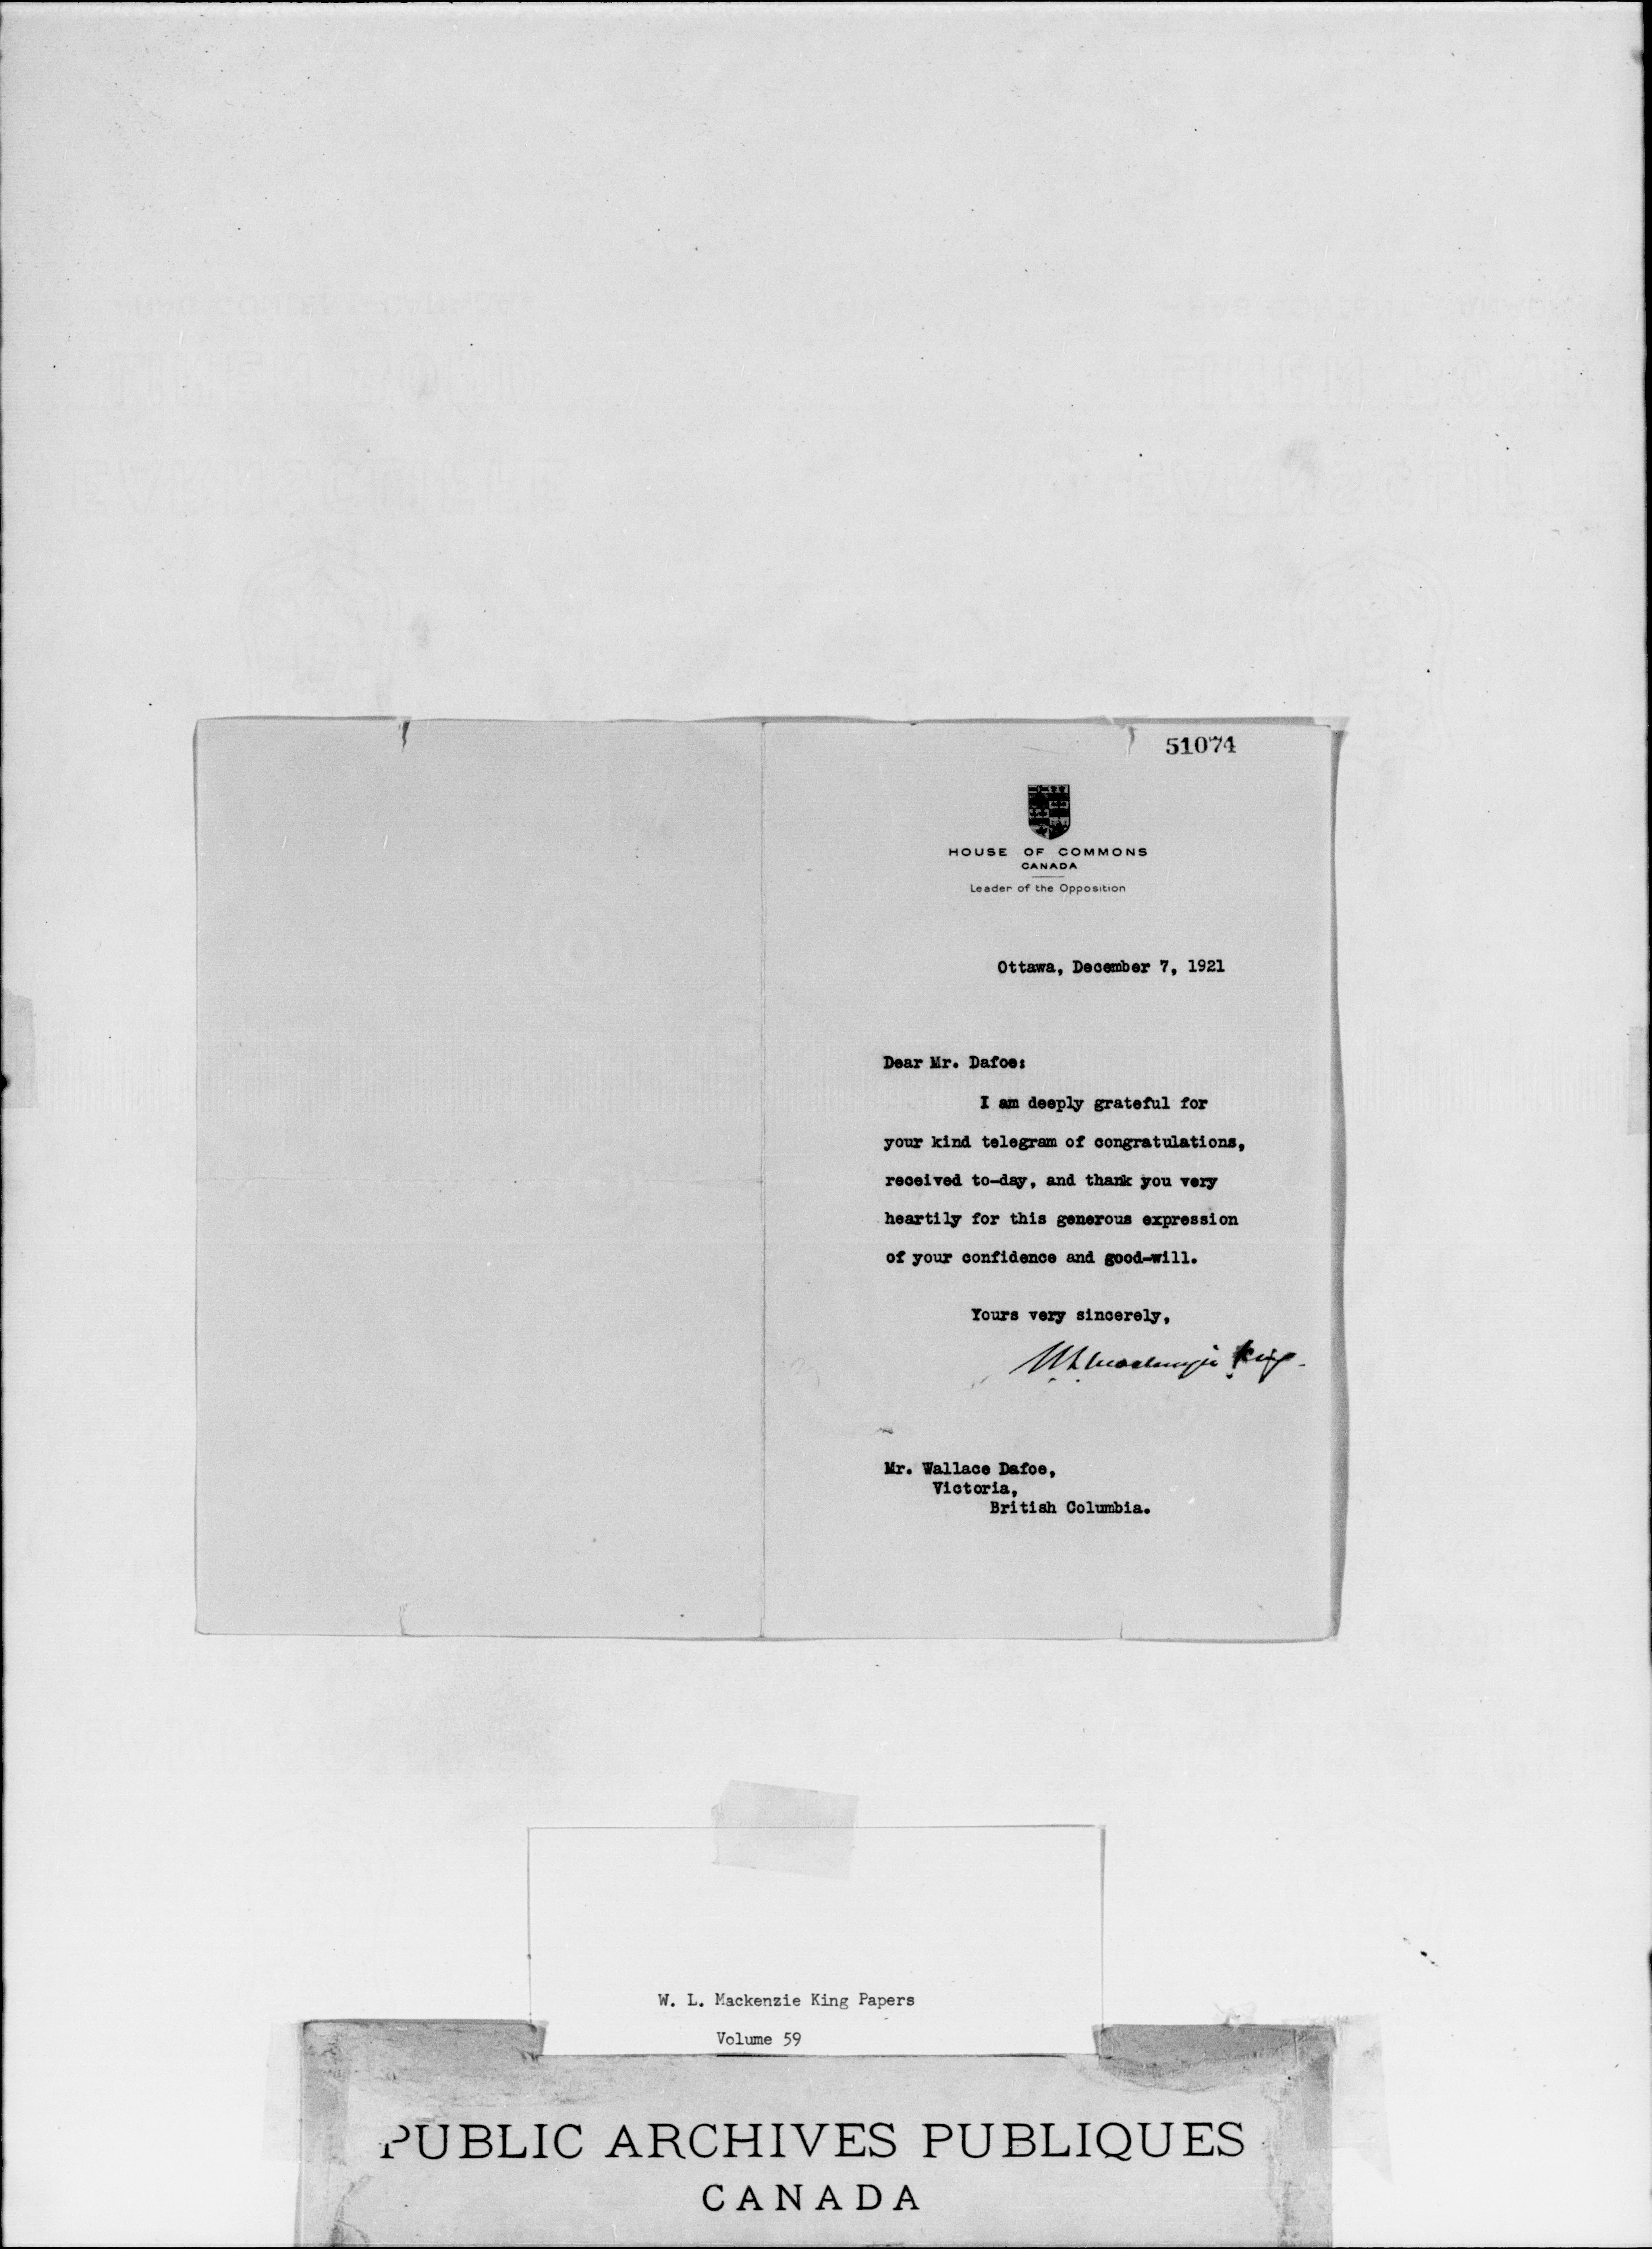 51074
HOUSE OF COMMONS
CANADA
Leader of the Opposition
Ottawa, December 7, 1921
Dear Mr. Dafoe:
I am deeply grateful for
your kind telegram of congratulations,
received to-day, and thank you very
heartily for this generous expression
of your confidence and good-will.
Yours very sincerely,
W L Mackenzie King.
Mr. Wallace Dafoe,
Victoria,
British Columbia.
W. L. Mackenzie King Papers
Volume 59
PUBLIC ARCHIVES PUBLIQUES
CANADA